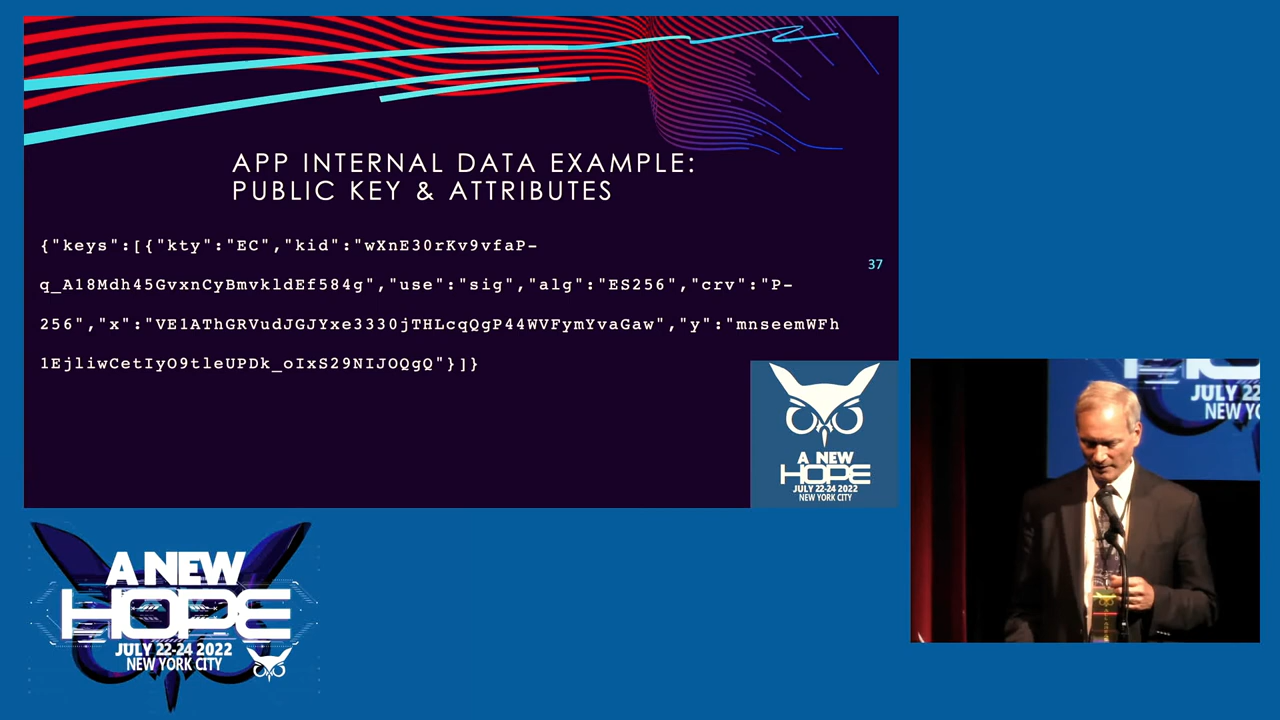 APP INTERNAL DATA EXAMPLE:
PUBLIC KEY & ATTRIBUTES
{"keys":[{"kty":"EC","kid":"wXnE30rKv9vfaP-
q_A18Mdh45GvxnCyBmvkldEf584g","use":"sig","alg":"ES256","crv":"P-
256","x":"VE1AThGRVudJGJYxe3330jTHLcqQgP44WVFymYvaGaw","y":"mnseemWFh
1EjliwCetIyO9tleUPDk_oIxS29NIJOQgQ"}]}
37
A NEW
HOPE
JULY 22-24 2022
NEW YORK CITY
JULY 22
NEW YO
A NEW
HOPE
JULY 22-24 2022
NEW YORK CITY